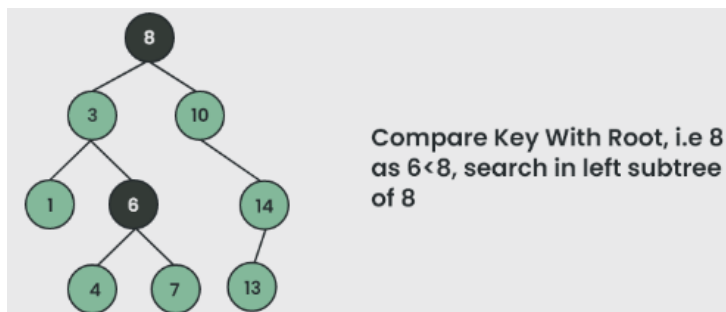 8
3 10
1 6 14
4 7 13
Compare Key With Root, i.e 8
as 6<8, search in left subtree
of 8